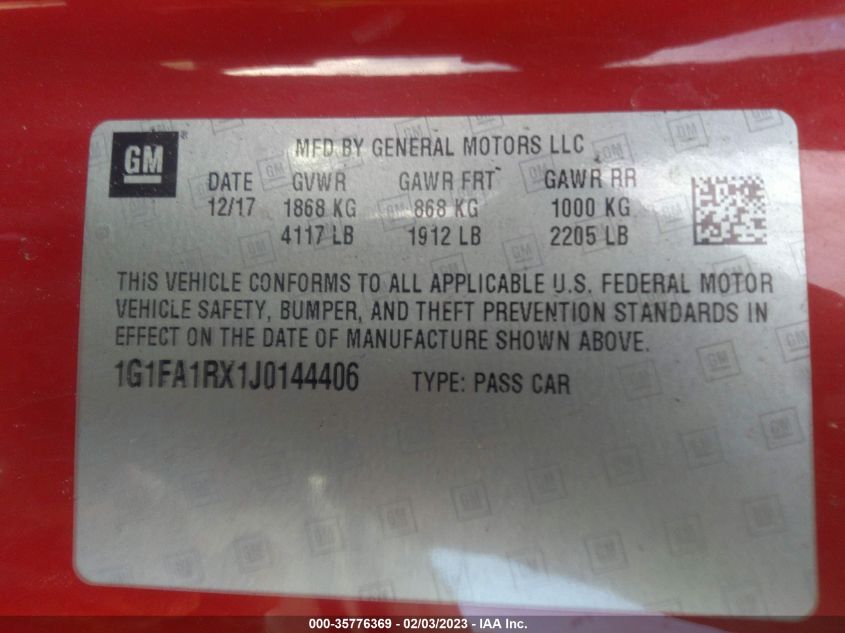 GM
MFD BY GENERAL MOTORS LLC
DATE GVWR GAWR FRT GAWR RR
12/17 1868 KG 868 KG 1000 KG
4117 LB 1912 LB 2205 LB
THIS VEHICLE CONFORMS TO ALL APPLICABLE U.S. FEDERAL MOTOR
VEHICLE SAFETY, BUMPER, AND THEFT PREVENTION STANDARDS IN
EFFECT ON THE DATE OF MANUFACTURE SHOWN ABOVE.
1G1FA1RX1J0144406 TYPE: PASS CAR
000-35776369 - 02/03/2023 - IAA Inc.